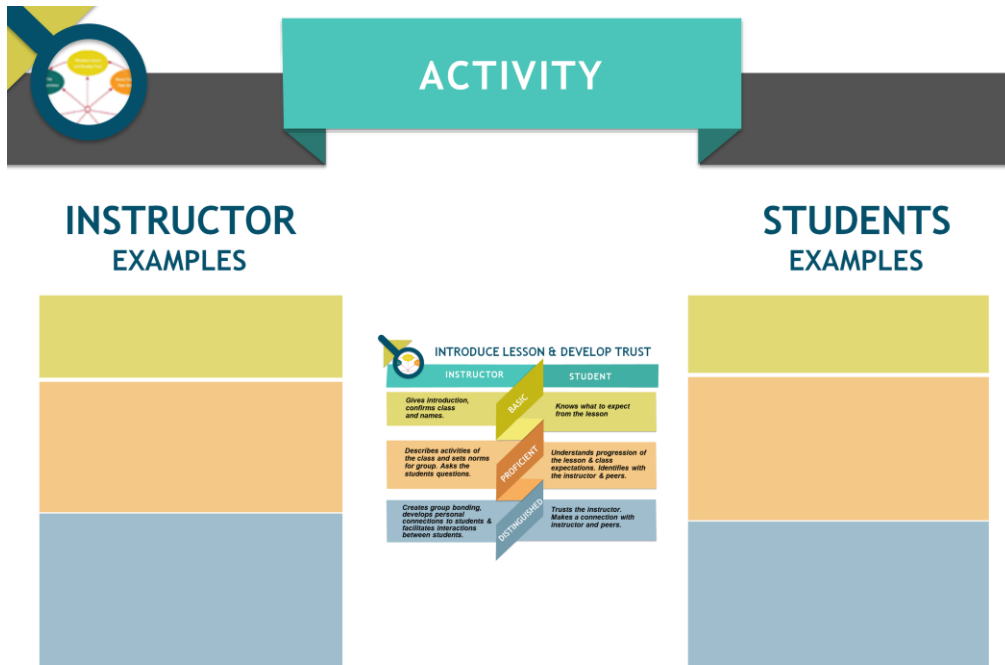 ACTIVITY
INSTRUCTOR
EXAMPLES
STUDENTS
EXAMPLES
INTRODUCE LESSON & DEVELOP TRUST
INSTRUCTOR
STUDENT
Gives introduction,
confirms class
and names.
BASIC
Knows what to expect
from the lesson
Describes activities of
the class and sets norms
for group. Asks the
students questions.
PROFICIENT
Understands progression of
the lesson & class
expectations. Identifies with
the instructor & peers.
Creates group bonding,
develops personal
connections to students &
facilitates interactions
between students.
DISTINGUISHED
Trusts the instructor.
Makes a connection with
instructor and peers.